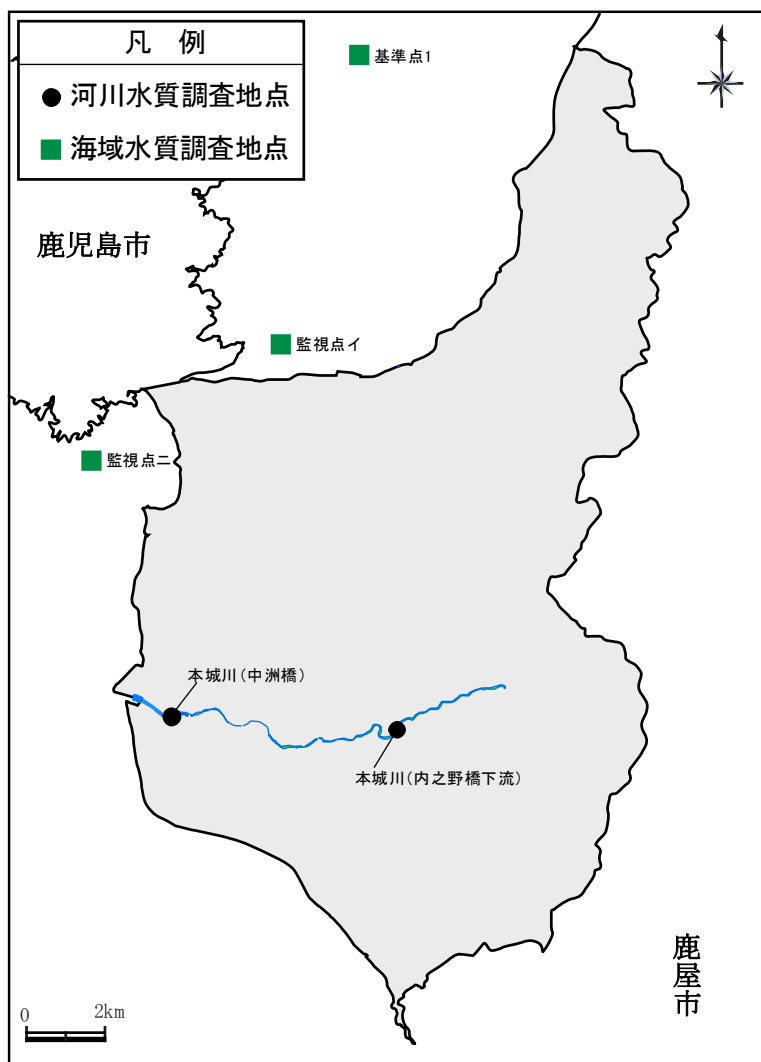 凡 例
河川水質調査地点
海域水質調査地点
基準点1
鹿児島市
監視点イ
監視点ニ
本城川(中洲橋)
本城川(内之野橋下流)
鹿屋市
0 2km